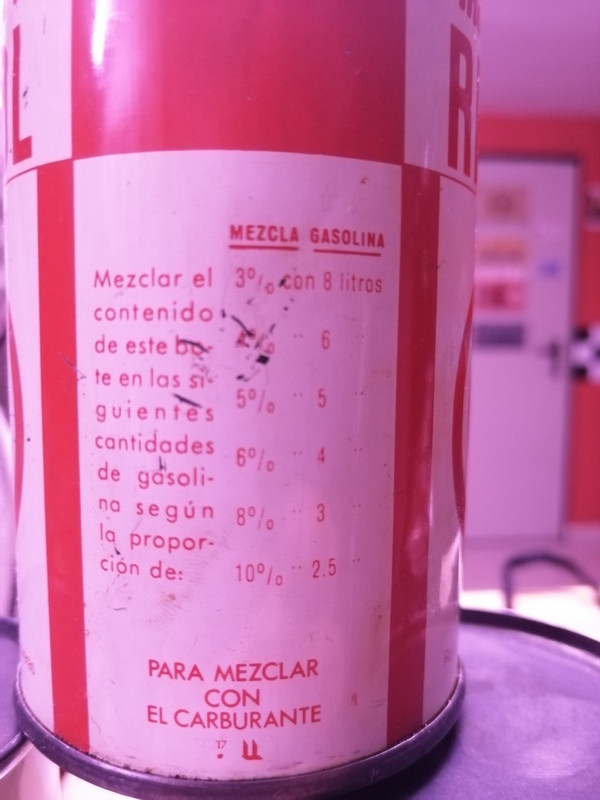 L
R
MEZCLA GASOLINA
Mezclar el
contenido
de este bo-
te en las si-
guientes
cantidades
de gasoli-
na según
la propor-
ción de:
3% con 8 litros
4% " 6 "
5% " 5 "
6% " 4 "
8% " 3 "
10% " 2.5 "
PARA MEZCLAR
CON
EL CARBURANTE
17